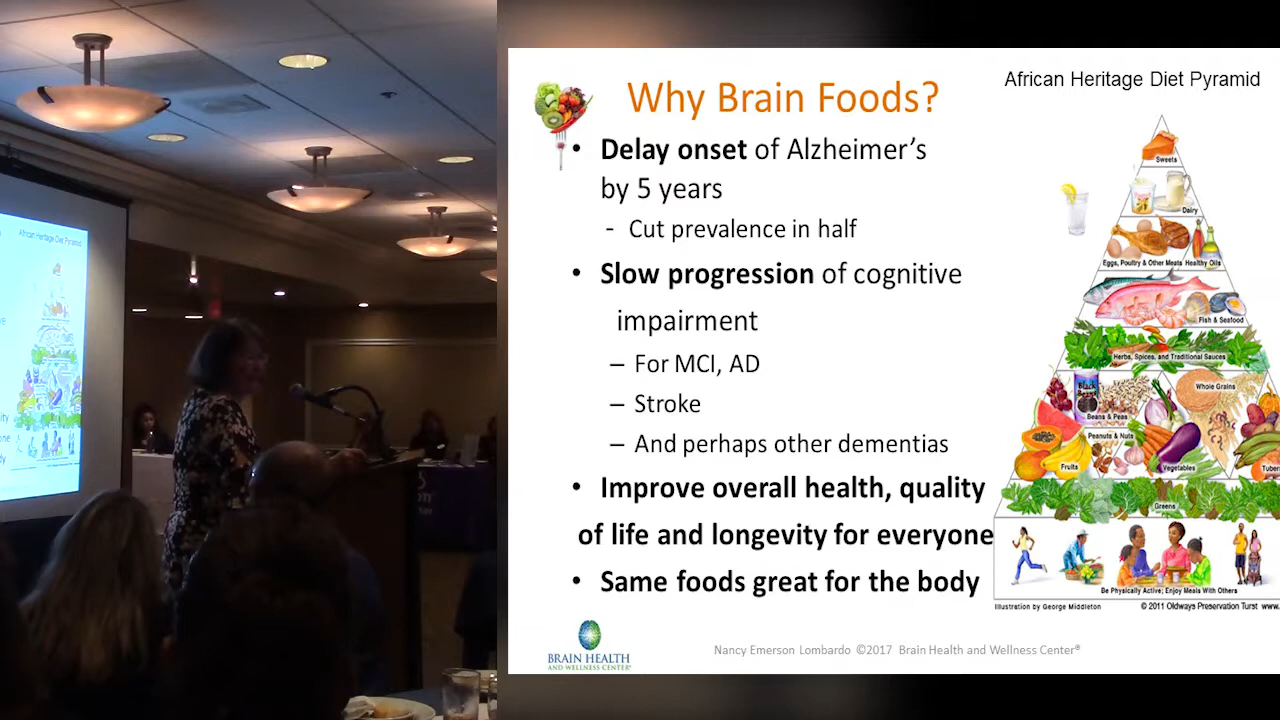 African Heritage Diet Pyramid
Why Brain Foods?
• Delay onset of Alzheimer’s
by 5 years
- Cut prevalence in half
• Slow progression of cognitive
impairment
– For MCI, AD
– Stroke
– And perhaps other dementias
• Improve overall health, quality
of life and longevity for everyone
• Same foods great for the body
Sweets
Dairy
Eggs, Poultry & Other Meats Healthy Oils
Fish & Seafood
Herbs, Spices, and Traditional Sauces
Black
Whole Grains
Beans & Peas
Peanuts & Nuts
Fruits
Vegetables
Tuber
Greens
Be Physically Active; Enjoy Meals With Others
Illustration by George Middleton © 2011 Oldways Preservation Turst www.
BRAIN HEALTH
AND WELLNESS CENTER®
Nancy Emerson Lombardo ©2017 Brain Health and Wellness Center®
African Heritage Diet Pyramid